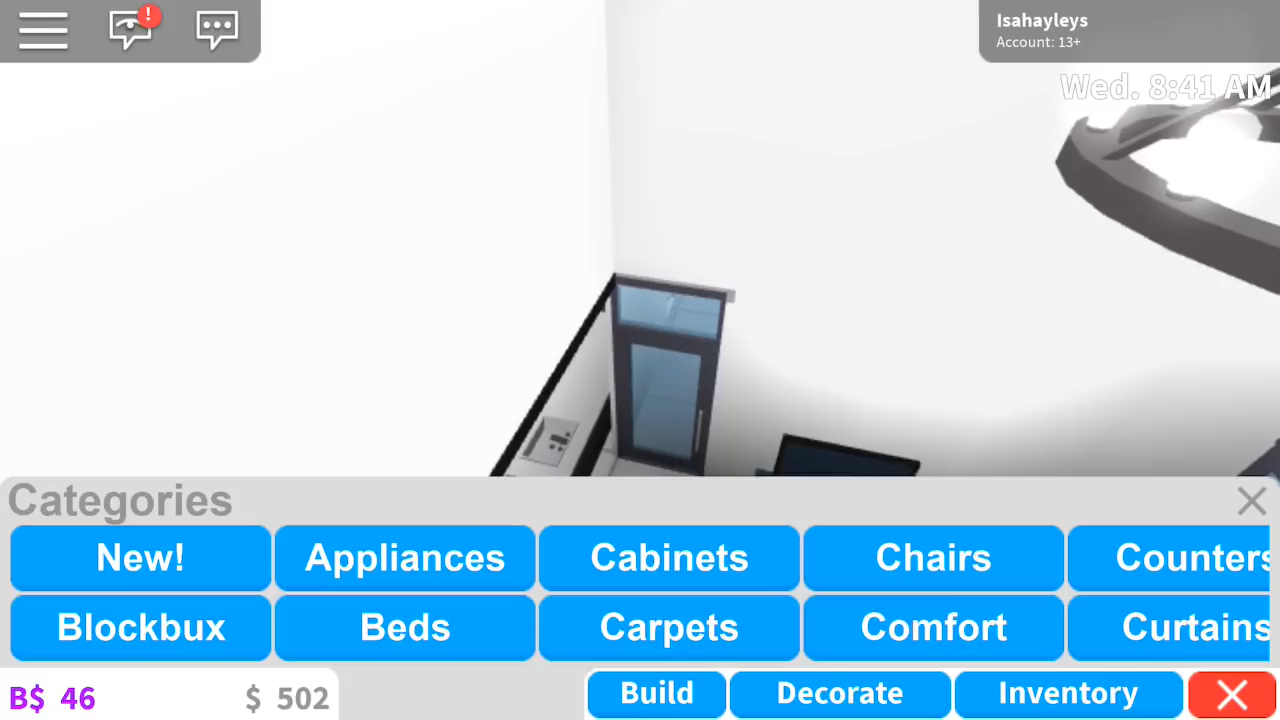 !
Isahayleys
Account: 13+
Wed. 8:41 AM
Categories
New! Appliances Cabinets Chairs Counters
Blockbux Beds Carpets Comfort Curtains
B$ 46 $ 502 Build Decorate Inventory